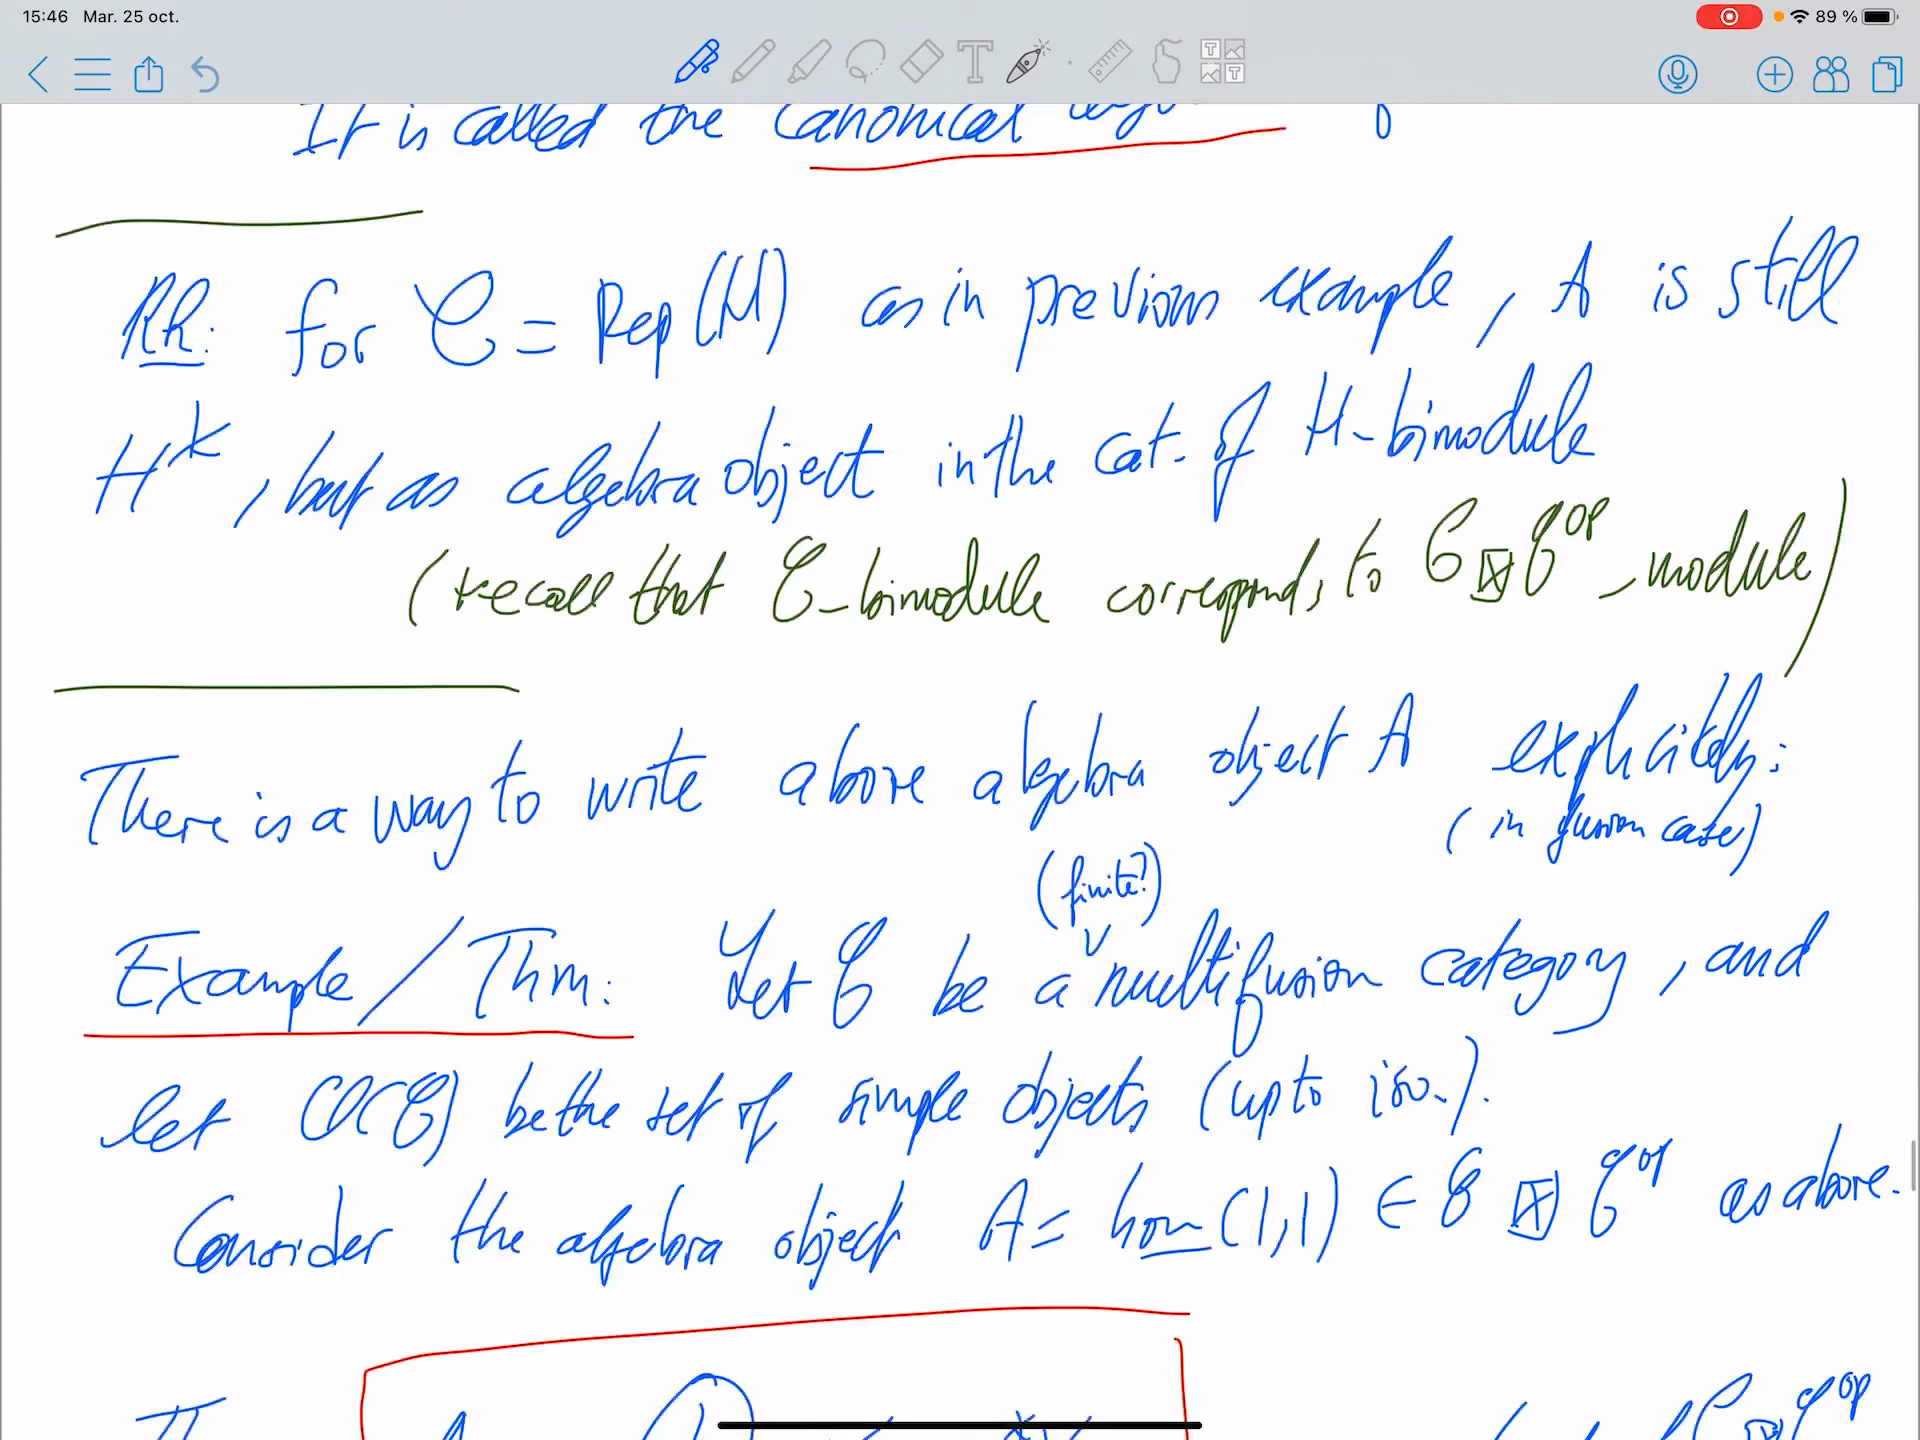 15:46 Mar. 25 oct. 89 %
It is called the canonical
Rk: for 𝒞 = Rep(H) as in previous example, A is still
H*, but as algebra object in the cat. of H-bimodule
(recall that 𝒞-bimodule corresponds to 𝒞 ⊠ 𝒞^op-module)
There is a way to write above algebra object A explicitely:
(in fusion case)
(finite?)
Example/Thm: Let 𝒞 be a multifusion category, and
let O(𝒞) be the set of simple objects (up to iso.).
Consider the algebra object A = hom(1,1) ∈ 𝒞 ⊠ 𝒞^op as above.